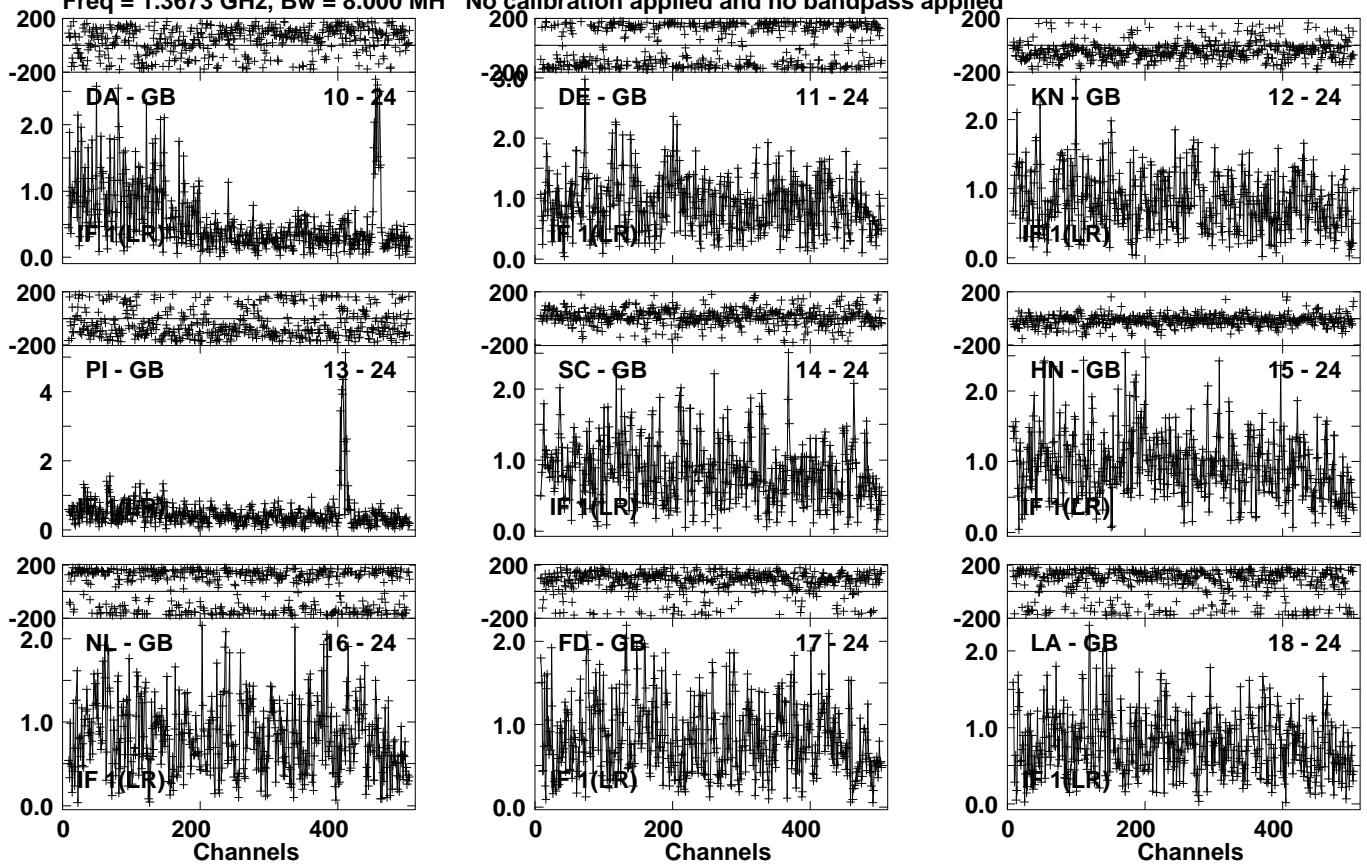 Freq = 1.3673 GHz, Bw = 8.000 MH No calibration applied and no bandpass applied
200 200 200
-200 -200 -200
DA - GB 10 - 24 3.0 DE - GB 11 - 24 KN - GB 12 - 24
2.0 2.0 2.0
1.0 1.0 1.0
IF 1(LR) IF 1(LR) IF 1(LR)
0.0 0.0 0.0
200 200 200
-200 -200 -200
PI - GB 13 - 24 SC - GB 14 - 24 HN - GB 15 - 24
4 2.0 2.0
2 1.0 1.0
IF 1(LR) IF 1(LR) IF 1(LR)
0 0.0 0.0
200 200 200
-200 -200 -200
NL - GB 16 - 24 FD - GB 17 - 24 LA - GB 18 - 24
2.0 2.0 2.0
1.0 1.0 1.0
IF 1(LR) IF 1(LR) IF 1(LR)
0.0 0.0 0.0
0 200 400 0 200 400 0 200 400
Channels Channels Channels